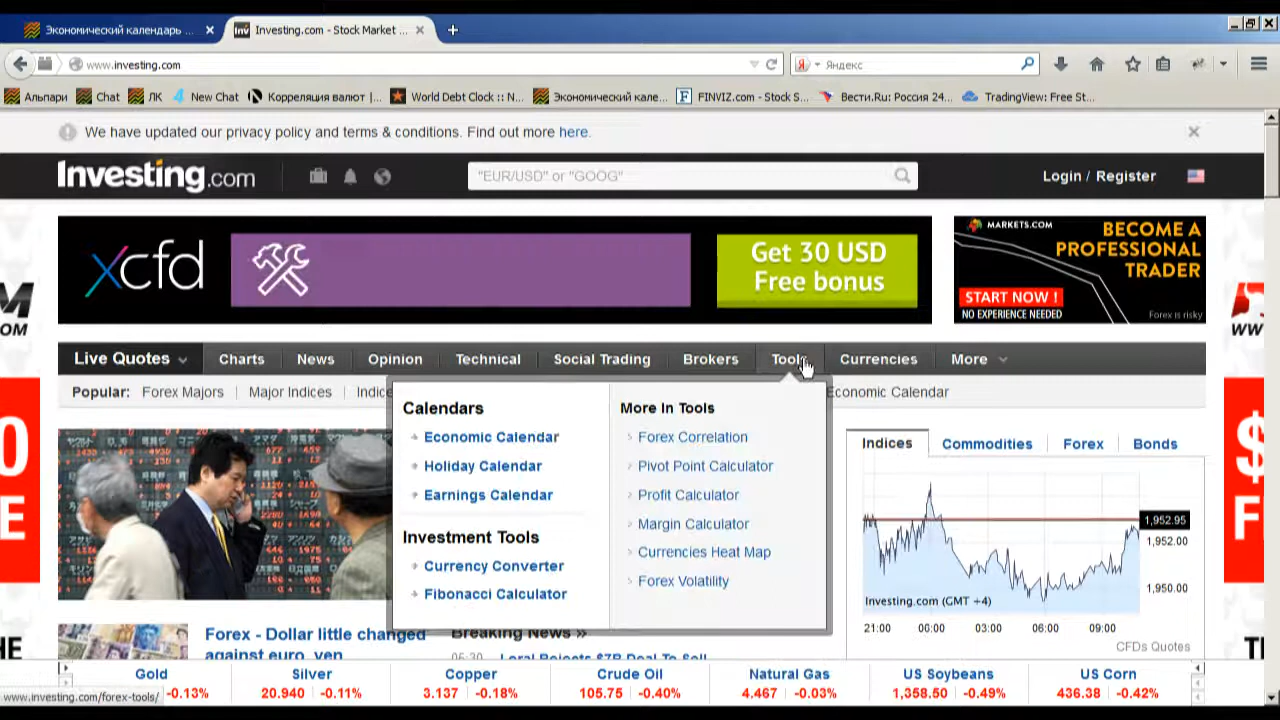 Экономический календарь ...
Inv Investing.com - Stock Market ...
www.investing.com
Яндекс
Альпари Chat ЛК New Chat Корреляция валют |... World Debt Clock :: N... Экономический кале... FINVIZ.com - Stock S... Вести.Ru: Россия 24... TradingView: Free St...
We have updated our privacy policy and terms & conditions. Find out more here.
Investing.com
"EUR/USD" or "GOOG"
Login / Register
xcfd
Get 30 USD
Free bonus
MARKETS.COM
BECOME A
PROFESSIONAL
TRADER
START NOW !
NO EXPERIENCE NEEDED
Forex is risky
Live Quotes Charts News Opinion Technical Social Trading Brokers Tools Currencies More
Popular: Forex Majors | Major Indices | Indic
Economic Calendar
Calendars
Economic Calendar
Holiday Calendar
Earnings Calendar
Investment Tools
Currency Converter
Fibonacci Calculator
More In Tools
Forex Correlation
Pivot Point Calculator
Profit Calculator
Margin Calculator
Currencies Heat Map
Forex Volatility
Indices Commodities Forex Bonds
1,952.95
1,952.00
1,950.00
Investing.com (GMT +4)
21:00 06:00 03:00 06:00 09:00
CFDs Quotes
Forex - Dollar little changed
against euro, yen
Breaking News »
Gold Silver Copper Crude Oil Natural Gas US Soybeans US Corn
-0.13% 20.940 -0.11% 3.137 -0.18% 105.75 -0.40% 4.467 -0.03% 1,358.50 -0.49% 436.38 -0.42%
www.investing.com/forex-tools/